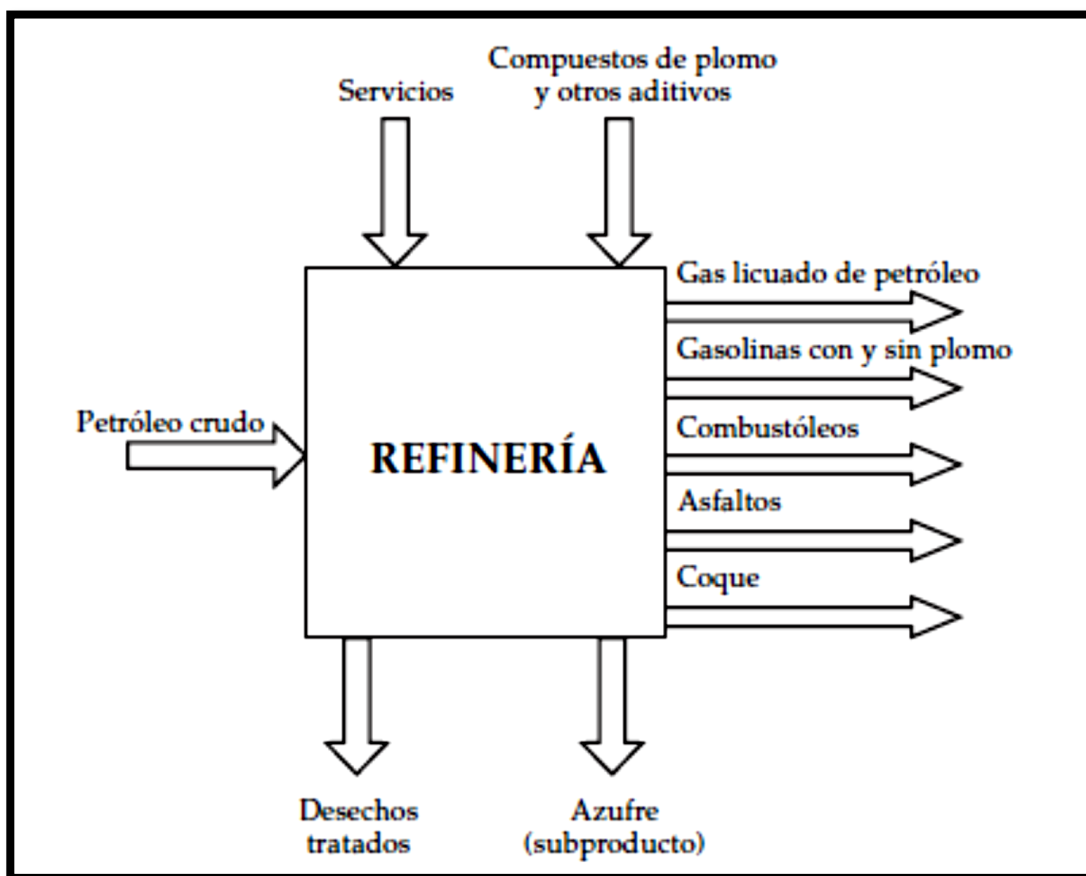 Servicios
Compuestos de plomo
y otros aditivos
Gas licuado de petróleo
Gasolinas con y sin plomo
Petróleo crudo
Combustóleos
REFINERÍA
Asfaltos
Coque
Desechos
tratados
Azufre
(subproducto)